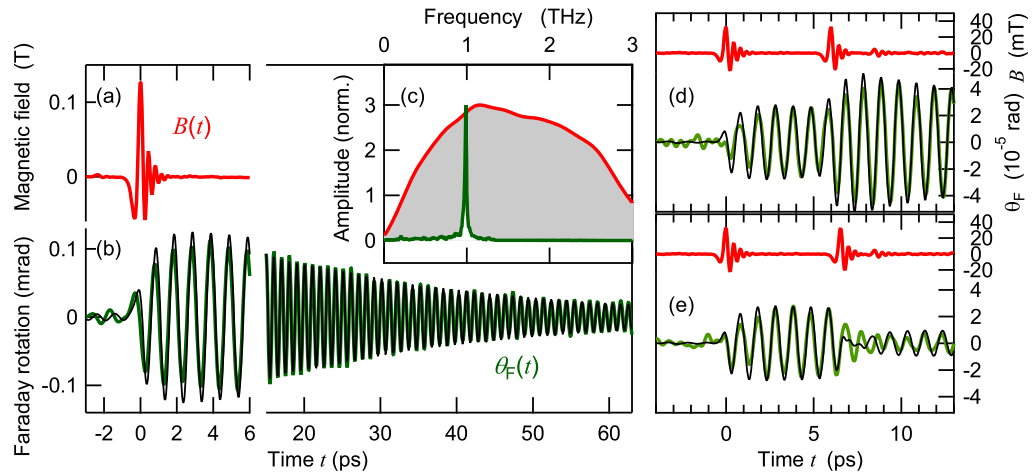 Frequency (THz)
0 1 2 3
Magnetic field (T)
0.1
0
(a)
B(t)
(c)
Amplitude (norm.)
3
2
1
0
Faraday rotation (mrad)
0.1
0
-0.1
(b)
θF(t)
-2 0 2 4 6
20 30 40 50 60
Time t (ps)
40
20
0
-20
B (mT)
(d)
4
2
0
-2
-4
θF (10-5 rad)
40
20
0
-20
(e)
4
2
0
-2
-4
0 5 10
Time t (ps)